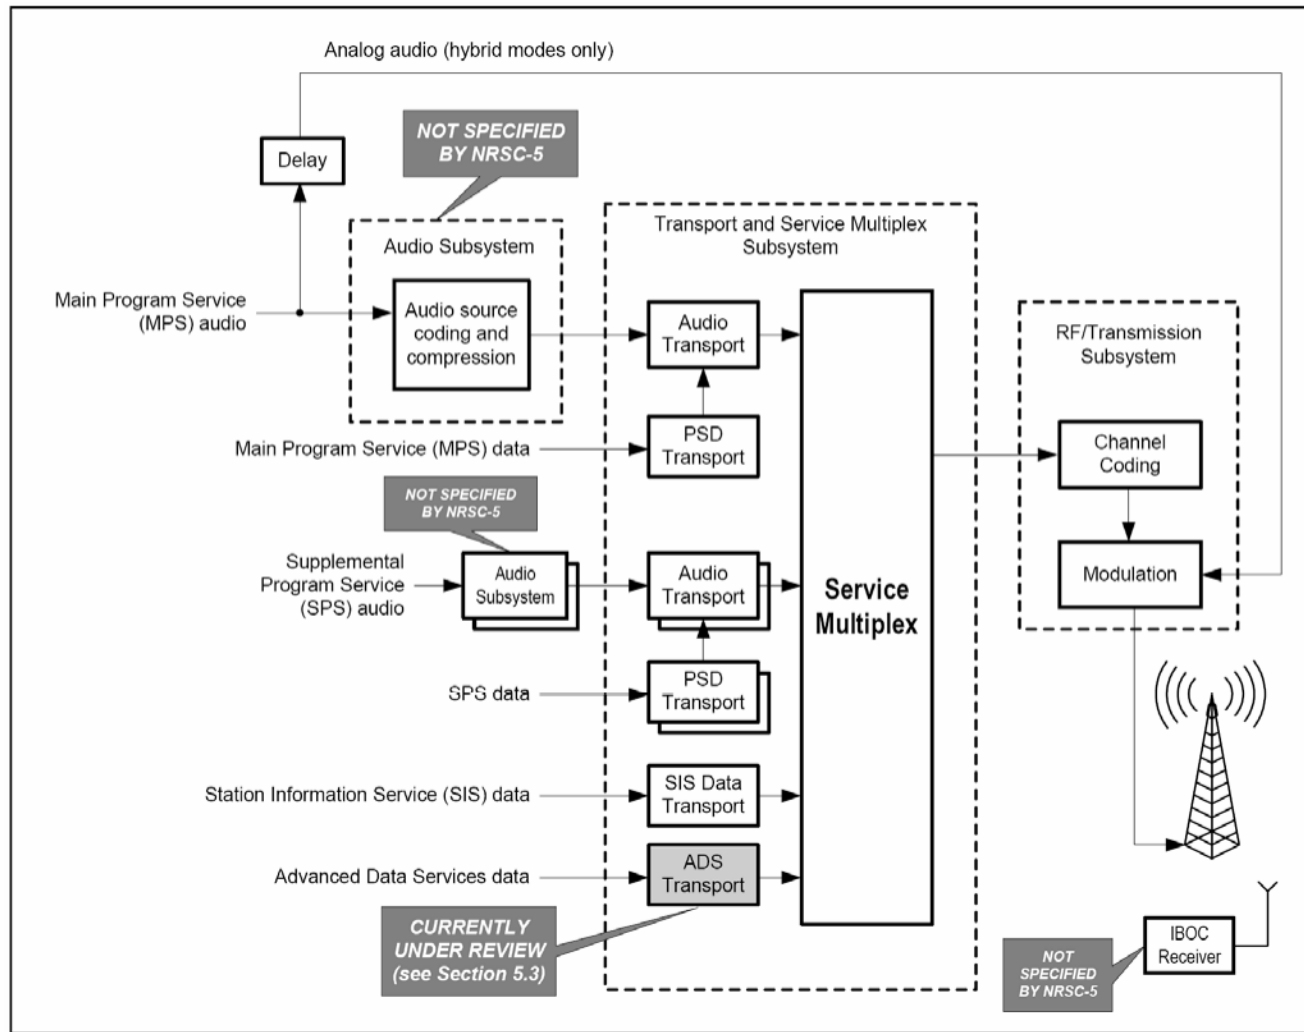 Analog audio (hybrid modes only)
NOT SPECIFIED
BY NRSC-5
Delay
Transport and Service Multiplex
Subsystem
Audio Subsystem
Main Program Service
(MPS) audio
Audio source
coding and
compression
Audio
Transport
RF/Transmission
Subsystem
Main Program Service (MPS) data
PSD
Transport
Channel
Coding
NOT SPECIFIED
BY NRSC-5
Supplemental
Program Service
(SPS) audio
Audio
Subsystem
Audio
Transport
Service
Multiplex
Modulation
SPS data
PSD
Transport
Station Information Service (SIS) data
SIS Data
Transport
Advanced Data Services data
ADS
Transport
CURRENTLY
UNDER REVIEW
(see Section 5.3)
IBOC
Receiver
NOT
SPECIFIED
BY NRSC-5